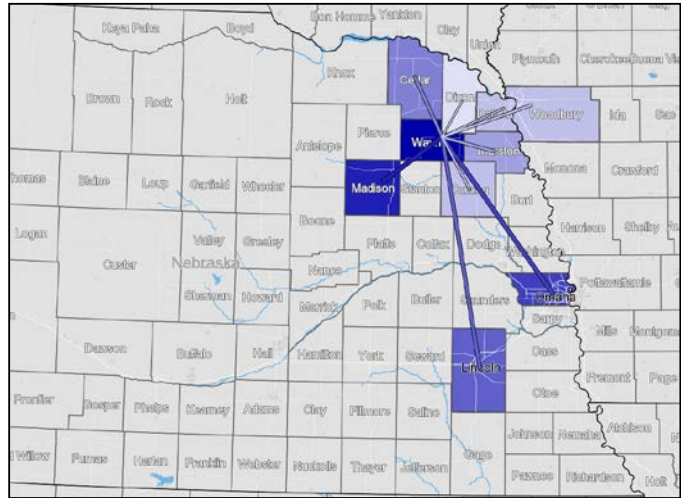 Bon Homme Yankton
Keya Paha Boyd Clay
Union
Plymouth Cherokee Buena Vis
Knox
Cedar
Dixon
Brown Rock Holt
Woodbury Ida Sac
Antelope Pierce
Monona Crawford
Thomas Blaine Loup Garfield Wheeler
Madison Stanton
Burt
Boone
Harrison Shelby
Logan
Valley Greeley
Platte Colfax Dodge Washington
Custer
Nebraska
Nance
Pottawattamie
Sherman Howard
Merrick Polk Butler Saunders
Omaha
Sarpy
Mills Montgome
Dawson Buffalo Hall Hamilton York Seward
Lincoln
Cass
Fremont Page
Otoe
Frontier
Gosper Phelps Kearney Adams Clay Fillmore Saline
Johnson Nemaha Atchison
Gage
d Willow Furnas Harlan Franklin Webster Nuckolls Thayer Jefferson
Pawnee Richardson Holt